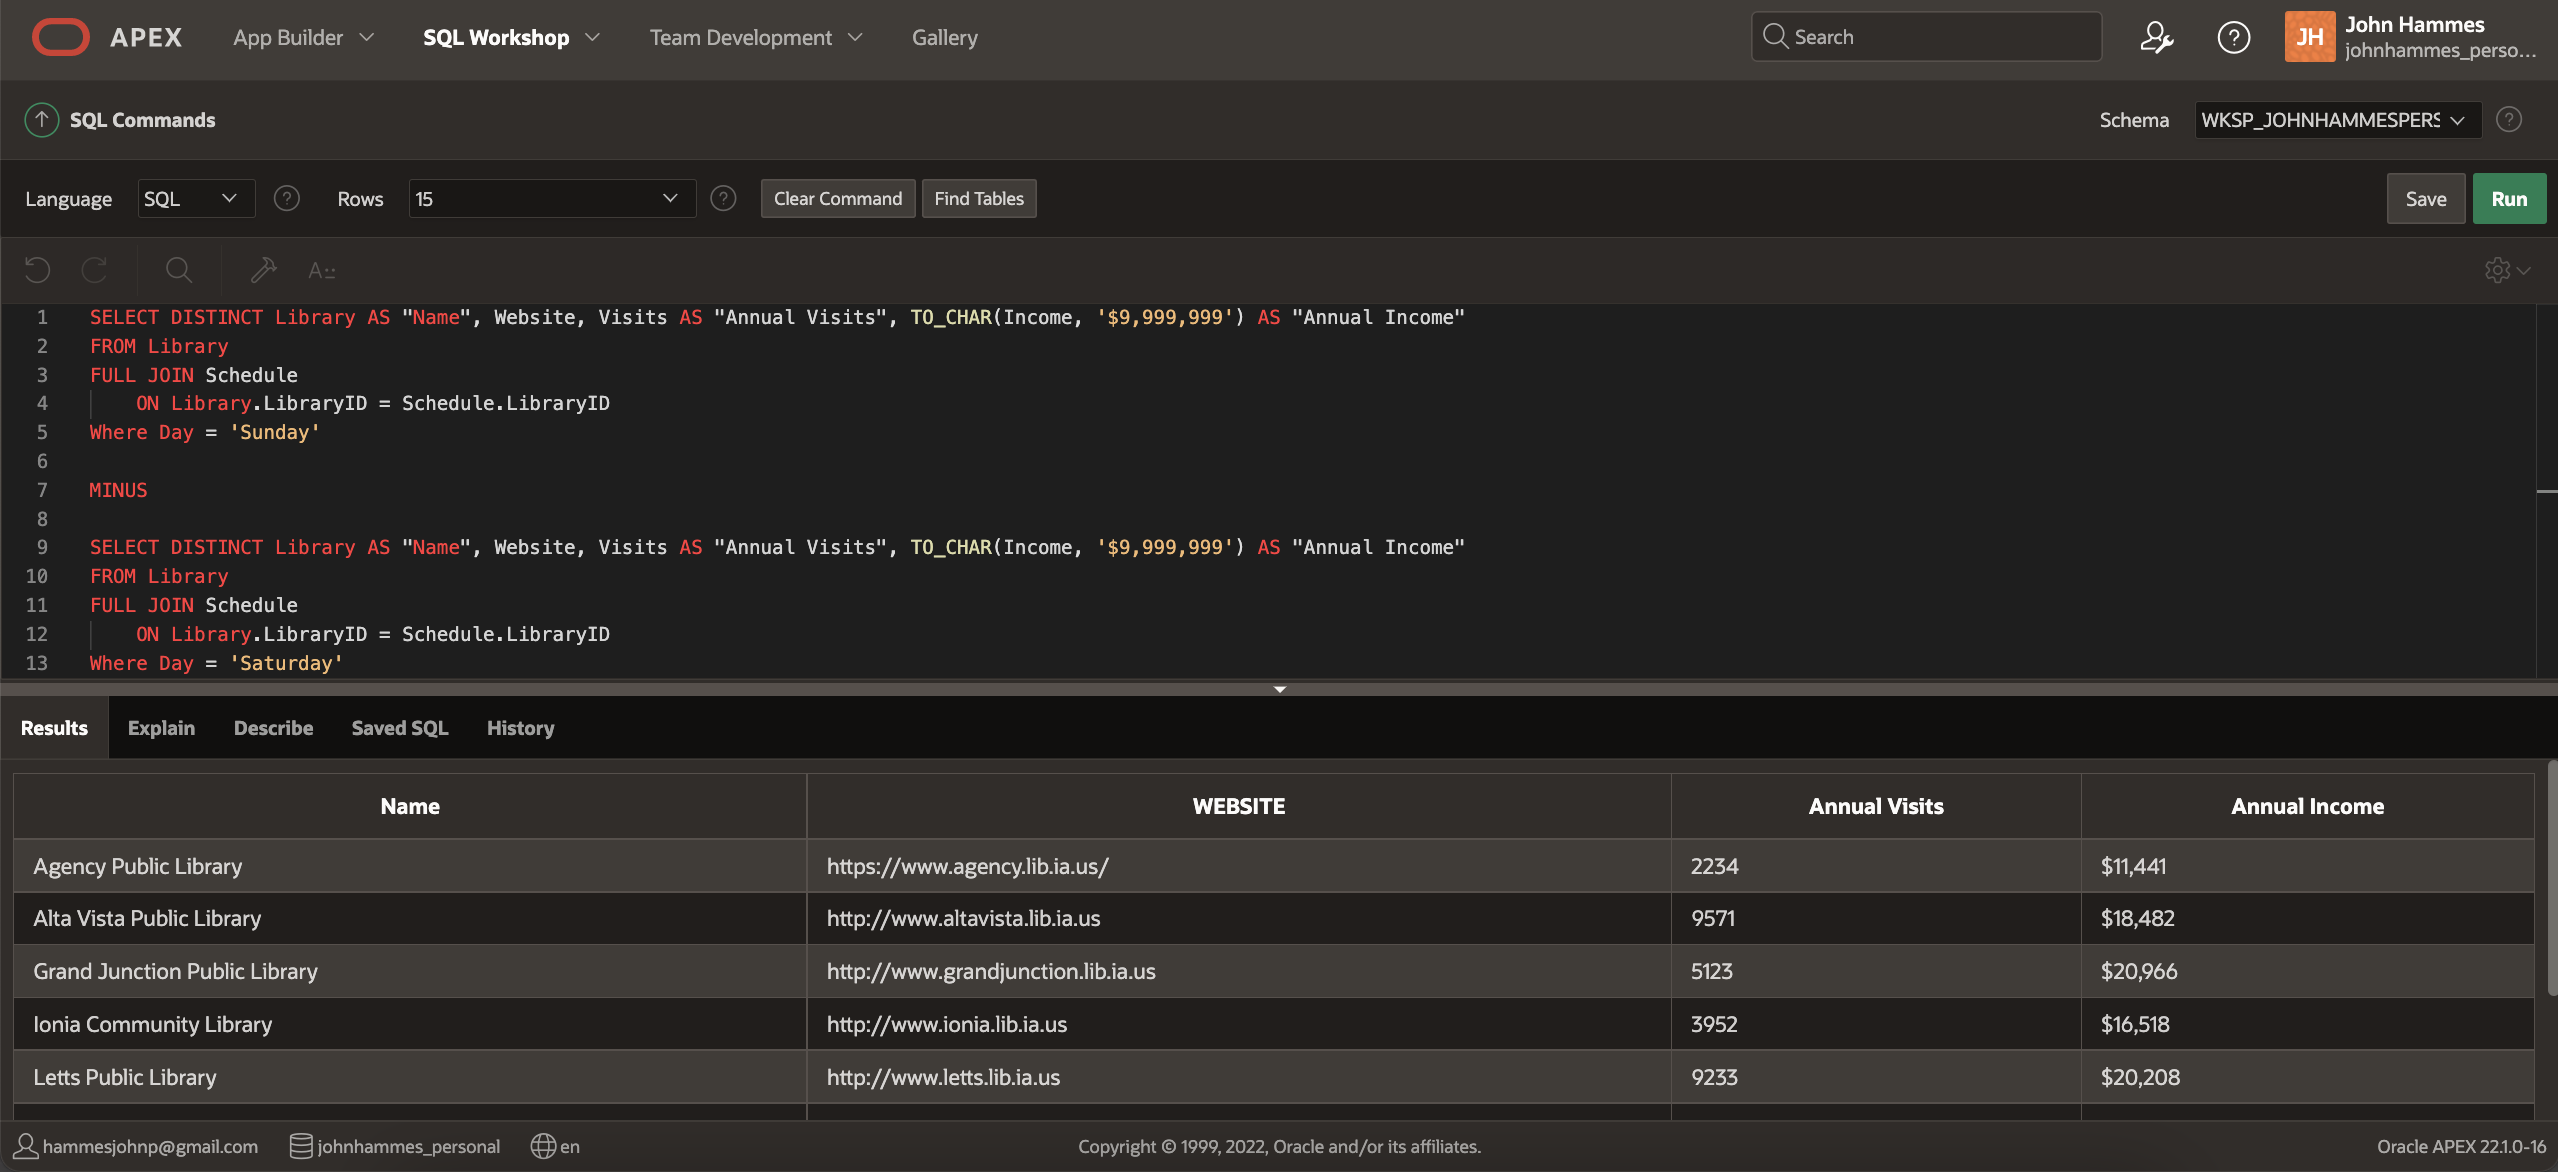 APEX App Builder SQL Workshop Team Development Gallery Search JH John Hammes
johnhammes_perso...
SQL Commands Schema WKSP_JOHNHAMMESPERS
Language SQL Rows 15 Clear Command Find Tables Save Run
1 SELECT DISTINCT Library AS "Name", Website, Visits AS "Annual Visits", TO_CHAR(Income, '$9,999,999') AS "Annual Income"
2 FROM Library
3 FULL JOIN Schedule
4 ON Library.LibraryID = Schedule.LibraryID
5 Where Day = 'Sunday'
6
7 MINUS
8
9 SELECT DISTINCT Library AS "Name", Website, Visits AS "Annual Visits", TO_CHAR(Income, '$9,999,999') AS "Annual Income"
10 FROM Library
11 FULL JOIN Schedule
12 ON Library.LibraryID = Schedule.LibraryID
13 Where Day = 'Saturday'
Results Explain Describe Saved SQL History
Name WEBSITE Annual Visits Annual Income
Agency Public Library https://www.agency.lib.ia.us/ 2234 $11,441
Alta Vista Public Library http://www.altavista.lib.ia.us 9571 $18,482
Grand Junction Public Library http://www.grandjunction.lib.ia.us 5123 $20,966
Ionia Community Library http://www.ionia.lib.ia.us 3952 $16,518
Letts Public Library http://www.letts.lib.ia.us 9233 $20,208
hammesjohnp@gmail.com johnhammes_personal en Copyright © 1999, 2022, Oracle and/or its affiliates. Oracle APEX 22.1.0-16